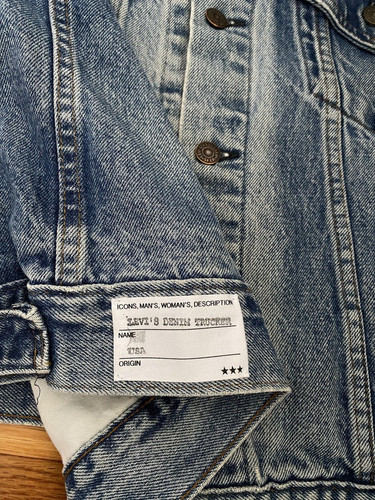 ICONS, MAN'S, WOMAN'S, DESCRIPTION
LEVI'S DENIM TRUCKER
NAME
USA
ORIGIN
★★★